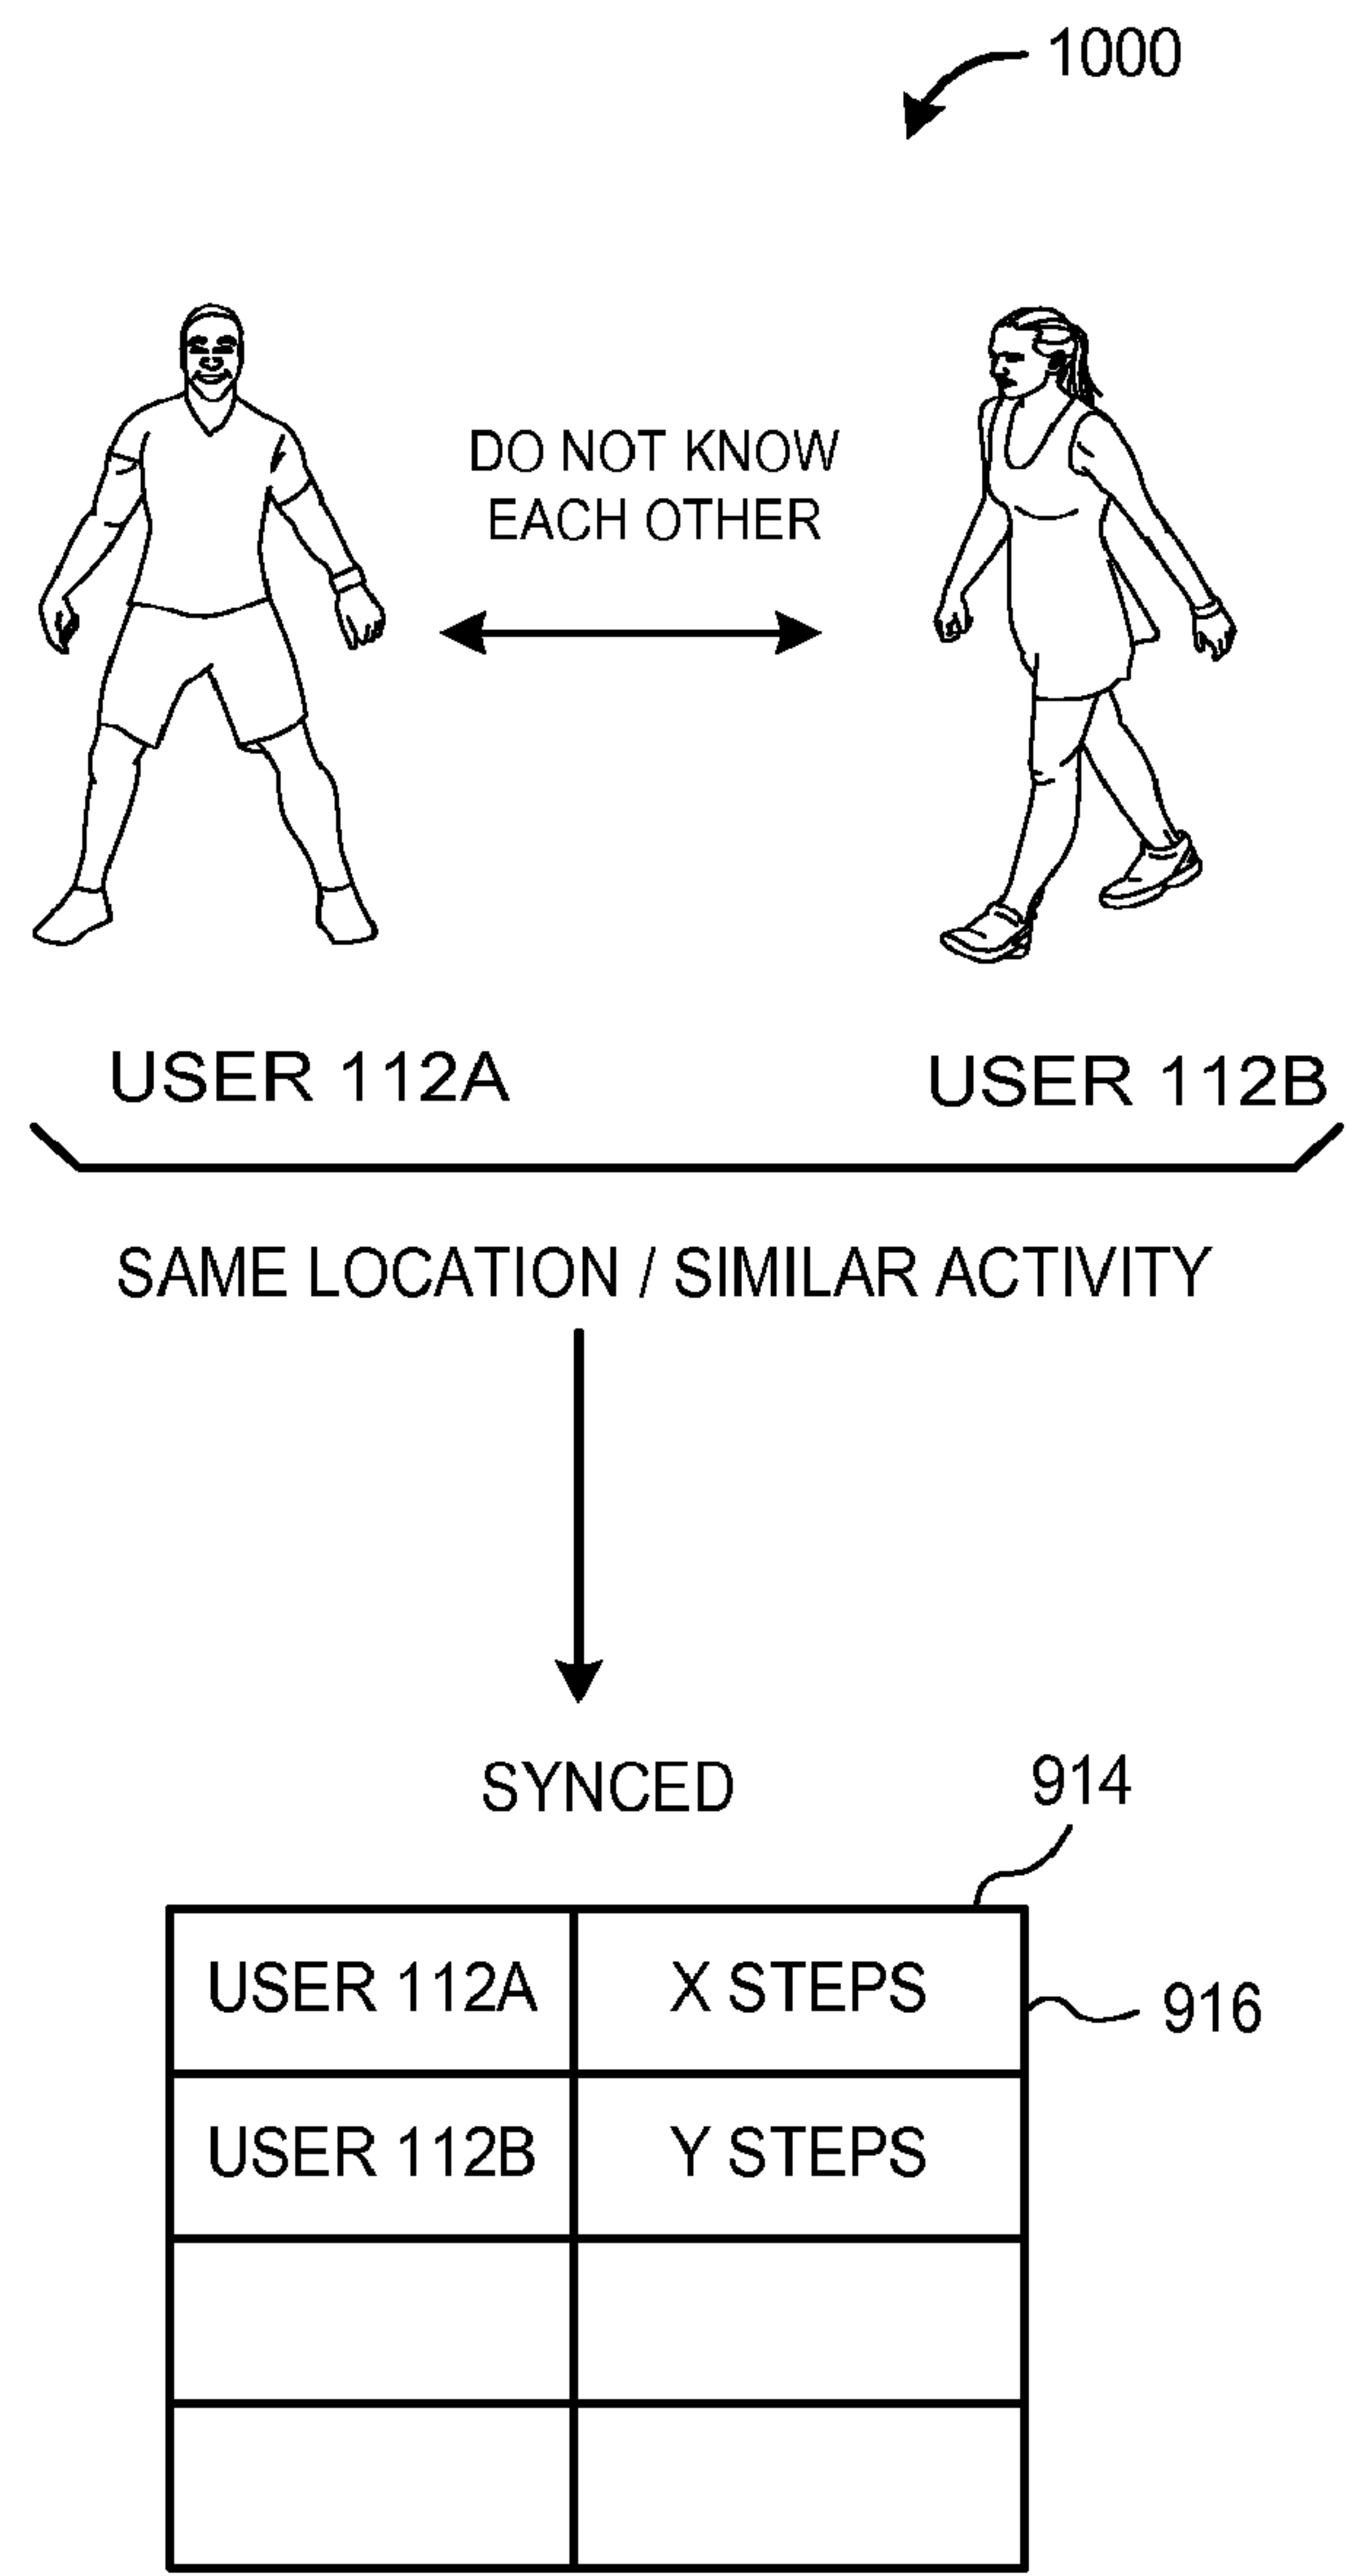 1000
DO NOT KNOW
EACH OTHER
USER 112A
USER 112B
SAME LOCATION / SIMILAR ACTIVITY
SYNCED
914
USER 112A X STEPS
916
USER 112B Y STEPS